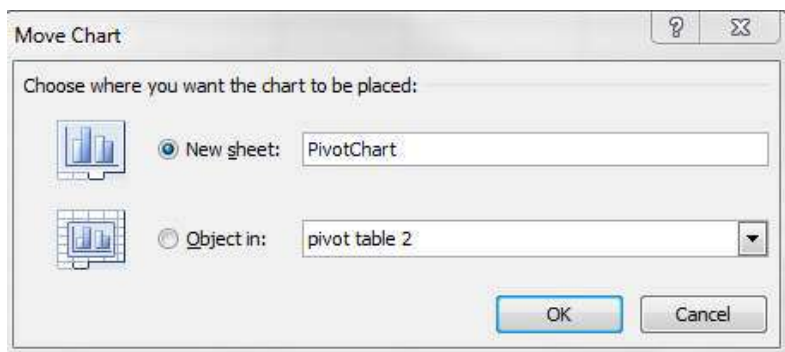 Move Chart
Choose where you want the chart to be placed:
New sheet: PivotChart
Object in: pivot table 2
OK Cancel